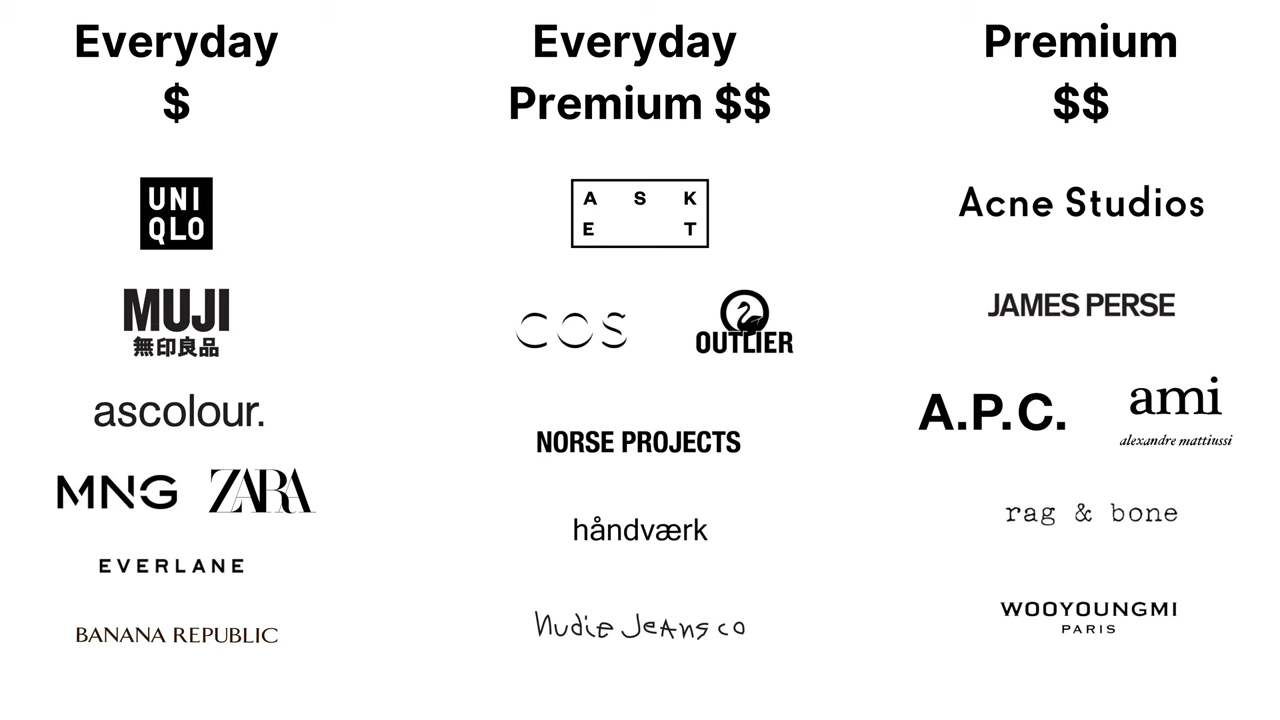 Everyday
$
UNI
QLO
MUJI
無印良品
ascolour.
MNG ZARA
EVERLANE
BANANA REPUBLIC
Everyday
Premium $$
A S K
E T
COS OUTLIER
NORSE PROJECTS
håndværk
Nudie Jeans co
Premium
$$
Acne Studios
JAMES PERSE
A.P.C. ami
alexandre mattiussi
rag & bone
WOOYOUNGMI
PARIS